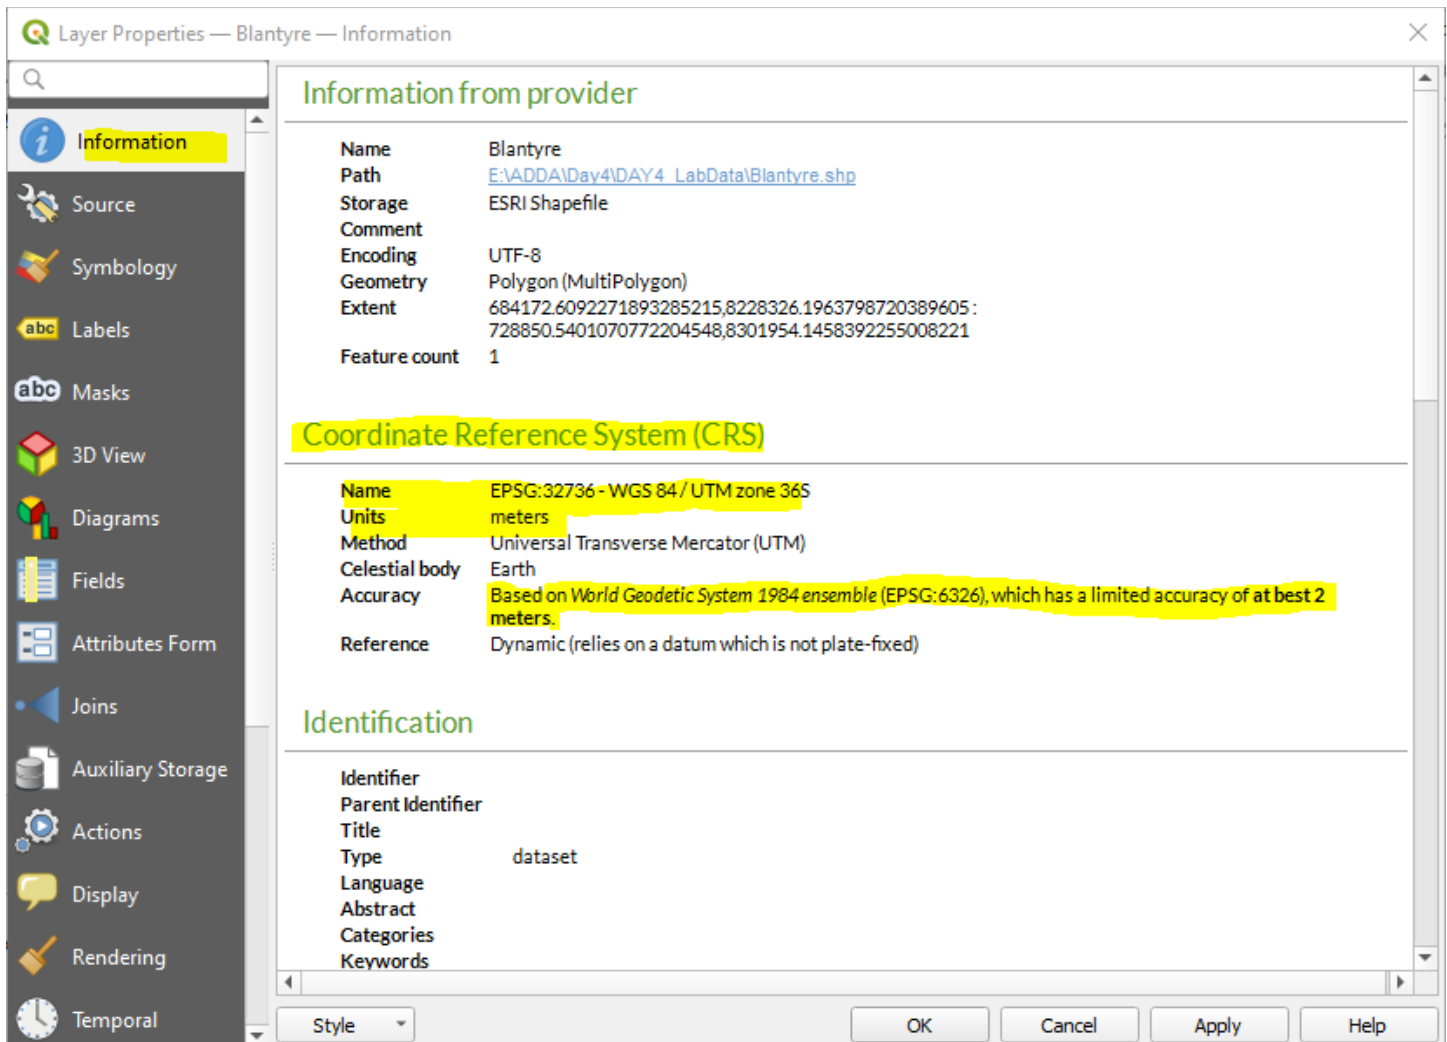 Layer Properties — Blantyre — Information
Information
Source
Symbology
abc Labels
abc Masks
3D View
Diagrams
Fields
Attributes Form
Joins
Auxiliary Storage
Actions
Display
Rendering
Temporal
Information from provider
Name Blantyre
Path E:\ADDA\Day4\DAY4_LabData\Blantyre.shp
Storage ESRI Shapefile
Comment
Encoding UTF-8
Geometry Polygon (MultiPolygon)
Extent 684172.6092271893285215,8228326.1963798720389605 :
728850.5401070772204548,8301954.1458392255008221
Feature count 1
Coordinate Reference System (CRS)
Name EPSG:32736 - WGS 84 / UTM zone 36S
Units meters
Method Universal Transverse Mercator (UTM)
Celestial body Earth
Accuracy Based on World Geodetic System 1984 ensemble (EPSG:6326), which has a limited accuracy of at best 2
meters.
Reference Dynamic (relies on a datum which is not plate-fixed)
Identification
Identifier
Parent Identifier
Title
Type dataset
Language
Abstract
Categories
Keywords
Style OK Cancel Apply Help